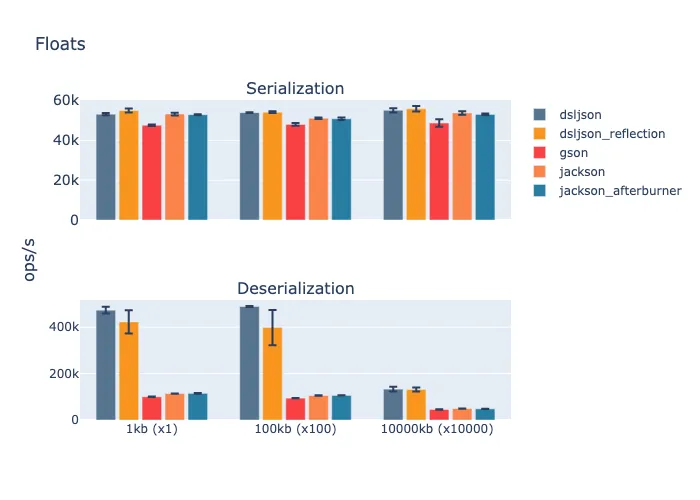 Floats
Serialization
60k
40k
20k
0
dsljson
dsljson_reflection
gson
jackson
jackson_afterburner
ops/s
Deserialization
400k
200k
0
1kb (x1)
100kb (x100)
10000kb (x10000)